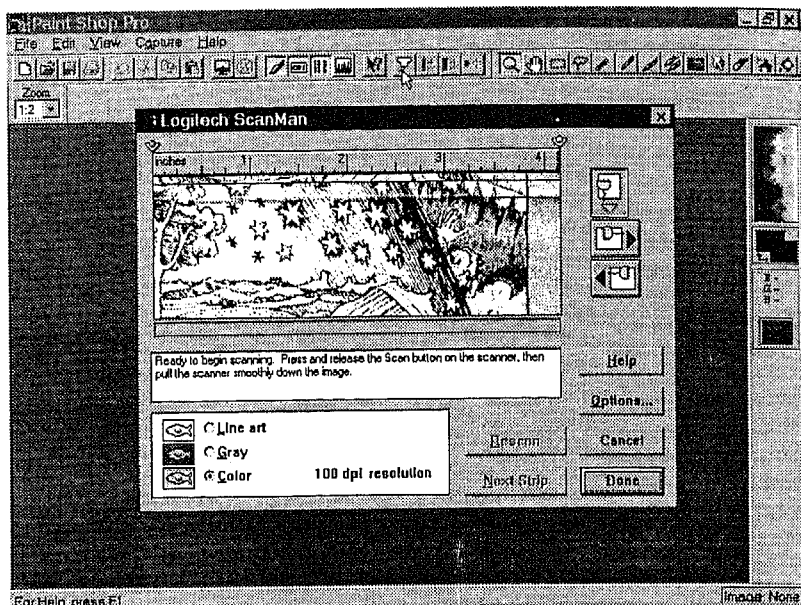 Paint Shop Pro
File Edit View Capture Help
Zoom
1:2
Logitech ScanMan
inches 1 2 3 4
Ready to begin scanning. Press and release the Scan button on the scanner, then
pull the scanner smoothly down the image.
Help
Options...
Line art
Gray
Rescan
Cancel
Color
100 dpi resolution
Next Strip
Done
For Help, press F1
Image: None